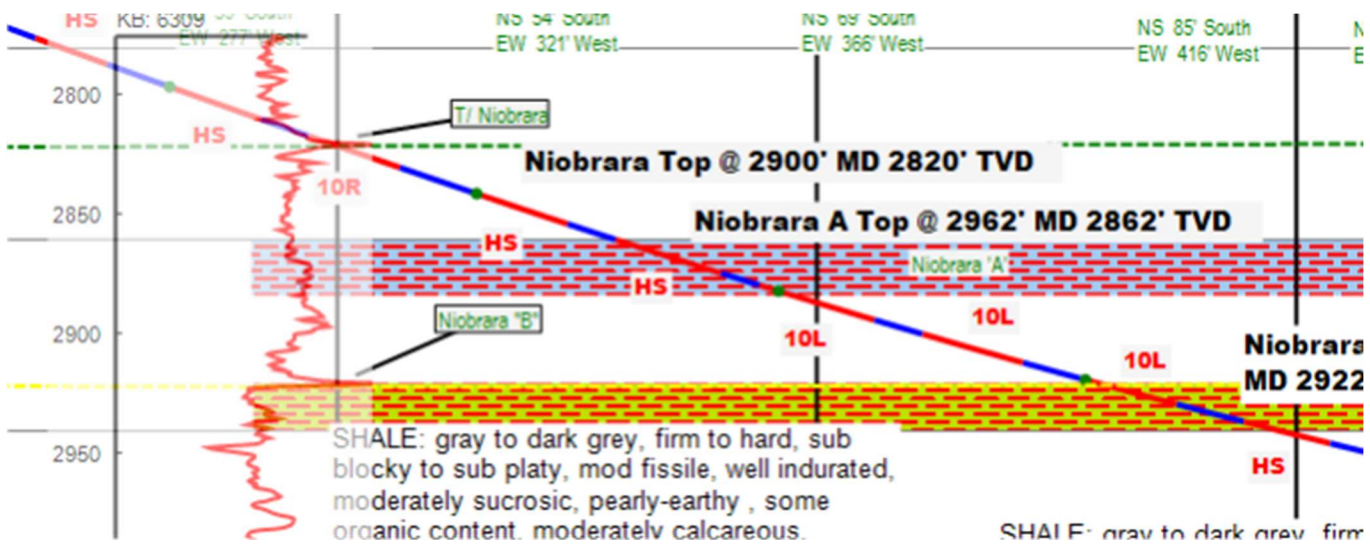 HS
KB: 6309
NS 54' South
NS 69' South
NS 85' South
EW 277' West
EW 321' West
EW 366' West
EW 416' West
2800
T/ Niobrara
HS
Niobrara Top @ 2900' MD 2820' TVD
10R
2850
Niobrara A Top @ 2962' MD 2862' TVD
HS
Niobrara 'A'
HS
Niobrara "B"
10L
2900
10L
10L
Niobrara
MD 2922
2950
SHALE: gray to dark grey, firm to hard, sub
blocky to sub platy, mod fissile, well indurated,
moderately sucrosic, pearly-earthy , some
organic content, moderately calcareous.
HS
SHALE: gray to dark grey, firm